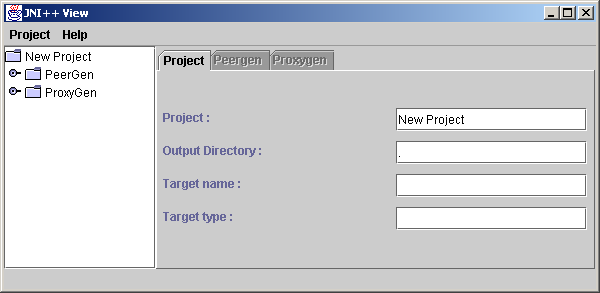 JNI++ View
Project Help
New Project
PeerGen
ProxyGen
Project Peergen Proxygen
Project : New Project
Output Directory : .
Target name :
Target type :